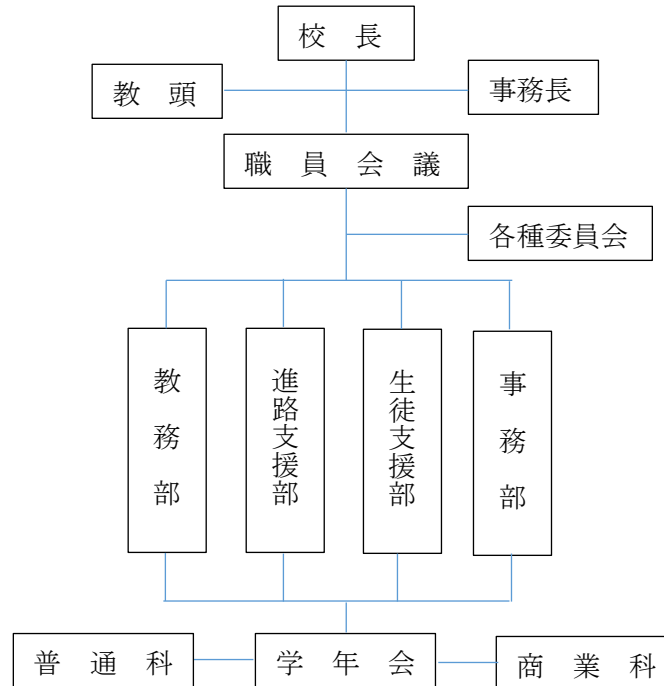 校　長
教　頭
事務長
職　員　会　議
各種委員会
教務部
進路支援部
生徒支援部
事務部
普　通　科
学　年　会
商　業　科